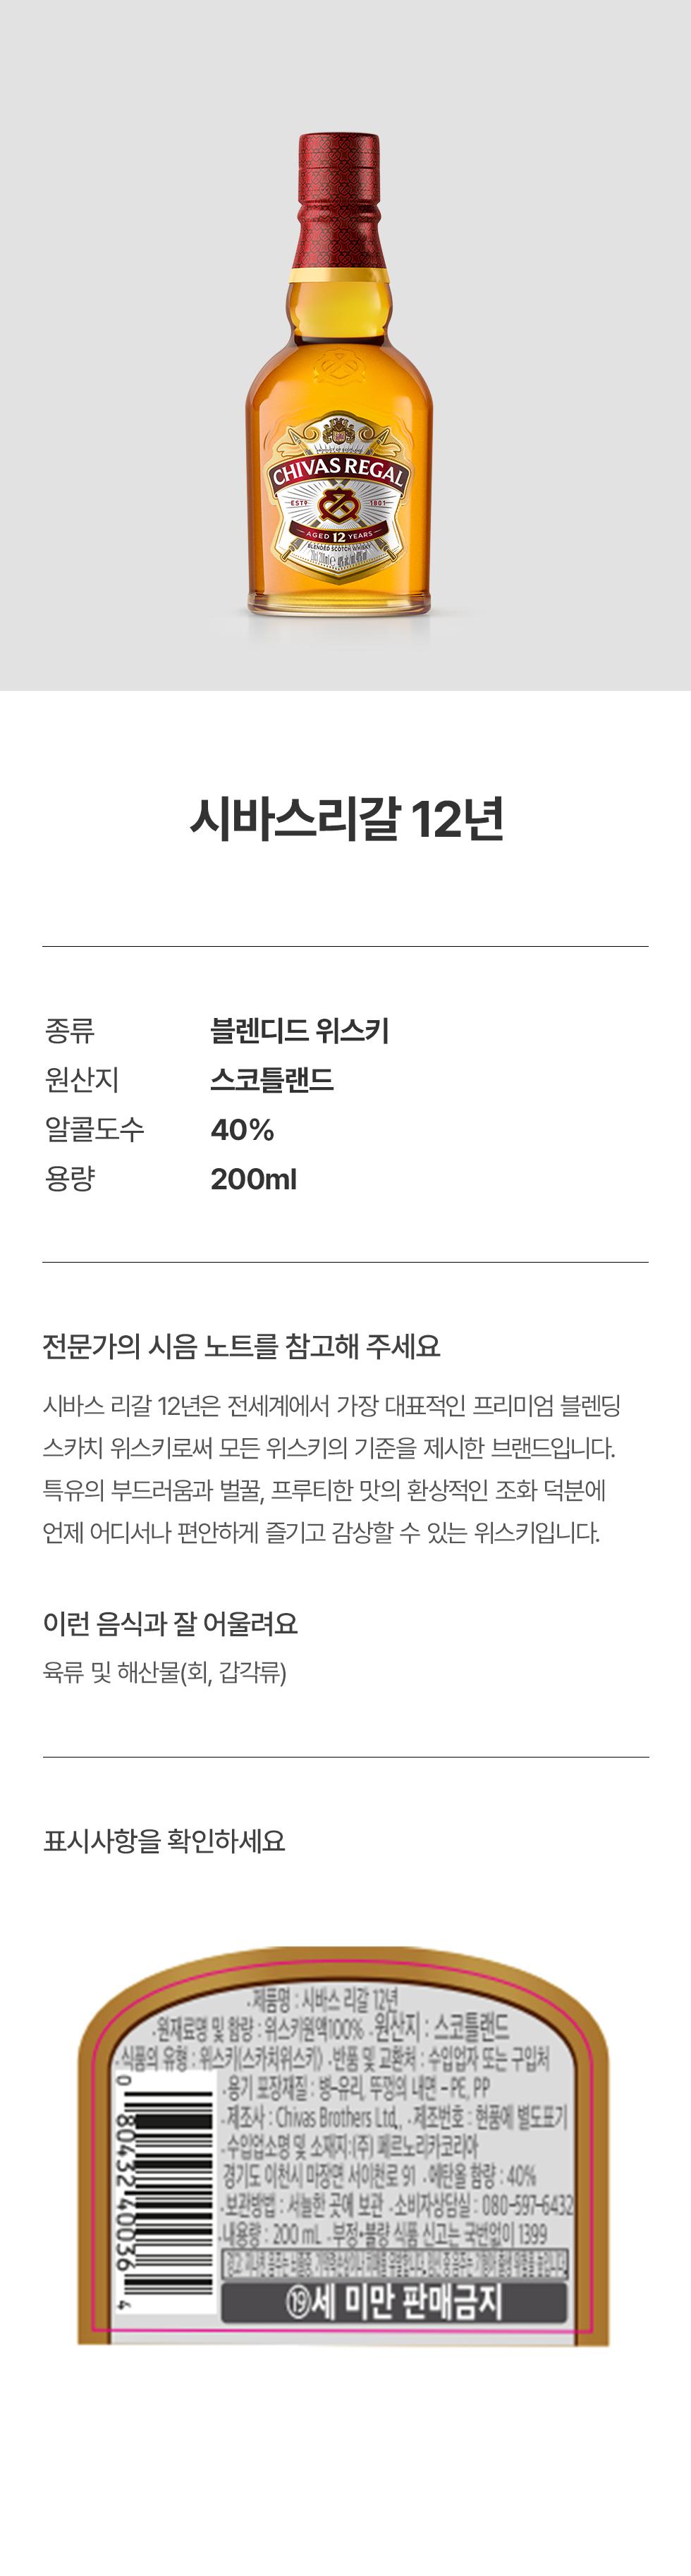 CHIVAS REGAL
ESTD 1801
AGED 12 YEARS
BLENDED SCOTCH WHISKY
시바스리갈 12년
종류 블렌디드 위스키
원산지 스코틀랜드
알콜도수 40%
용량 200ml
전문가의 시음 노트를 참고해 주세요
시바스 리갈 12년은 전세계에서 가장 대표적인 프리미엄 블렌딩
스카치 위스키로써 모든 위스키의 기준을 제시한 브랜드입니다.
특유의 부드러움과 벌꿀, 프루티한 맛의 환상적인 조화 덕분에
언제 어디서나 편안하게 즐기고 감상할 수 있는 위스키입니다.
이런 음식과 잘 어울려요
육류 및 해산물(회, 갑각류)
표시사항을 확인하세요
·제품명 : 시바스 리갈 12년
·원재료명 및 함량 : 위스키원액100% ·원산지 : 스코틀랜드
·식품의 유형 : 위스키(스카치위스키) ·반품 및 교환처 : 수입업자 또는 구입처
·용기 포장재질 : 병-유리, 뚜껑의 내면 - PE, PP
·제조사 : Chivas Brothers Ltd., ·제조번호 : 현품에 별도표기
·수입업소명 및 소재지:(주) 페르노리카코리아
경기도 이천시 마장면 서이천로 91 ·에탄올 함량 : 40%
·보관방법 : 서늘한 곳에 보관 ·소비자상담실 : 080-597-6432
·내용량 : 200 mL ·부정·불량 식품 신고는 국번없이 1399
⑲세 미만 판매금지
0 80432 40036 4